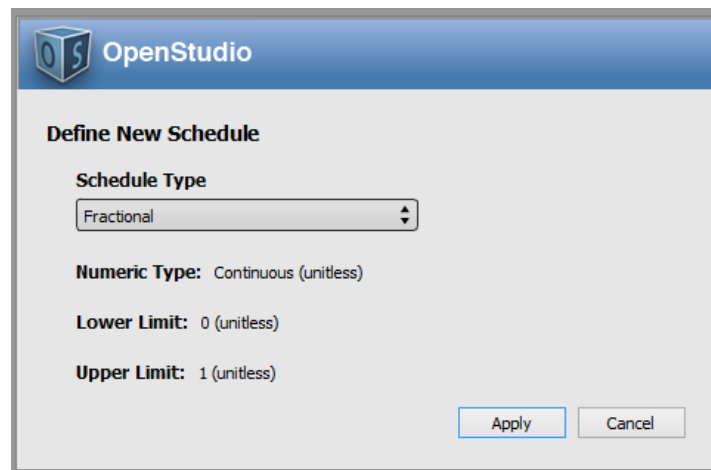 OS OpenStudio
Define New Schedule
Schedule Type
Fractional
Numeric Type: Continuous (unitless)
Lower Limit: 0 (unitless)
Upper Limit: 1 (unitless)
Apply Cancel